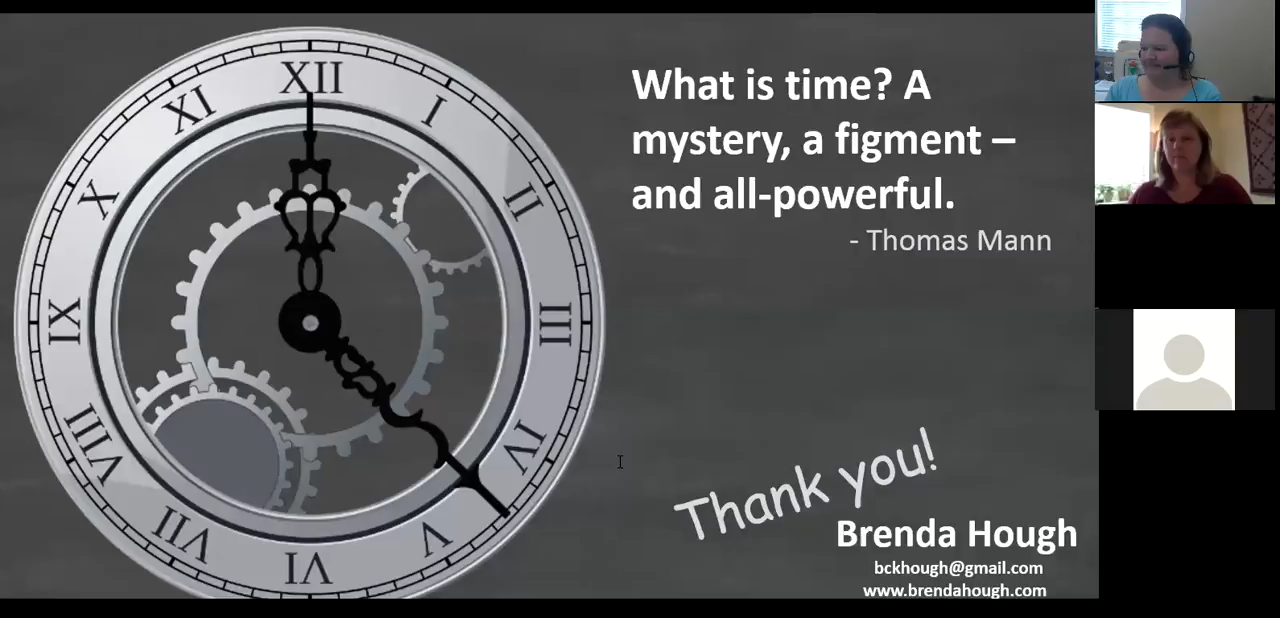 XII
I
II
III
IV
V
VI
VII
VIII
IX
X
XI
What is time? A
mystery, a figment –
and all-powerful.
- Thomas Mann
Thank you!
Brenda Hough
bckhough@gmail.com
www.brendahough.com